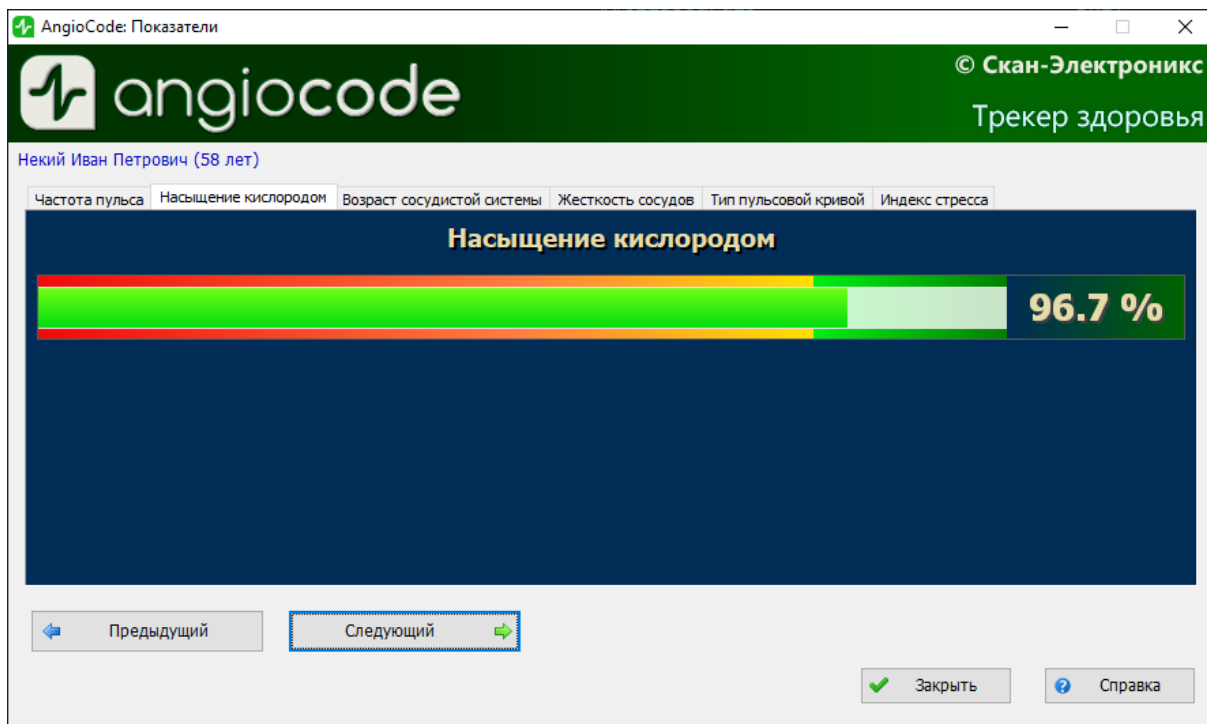 AngioCode: Показатели
angiocode
© Скан-Электроникс
Трекер здоровья
Некий Иван Петрович (58 лет)
Частота пульса Насыщение кислородом Возраст сосудистой системы Жесткость сосудов Тип пульсовой кривой Индекс стресса
Насыщение кислородом
96.7 %
Предыдущий Следующий
Закрыть Справка